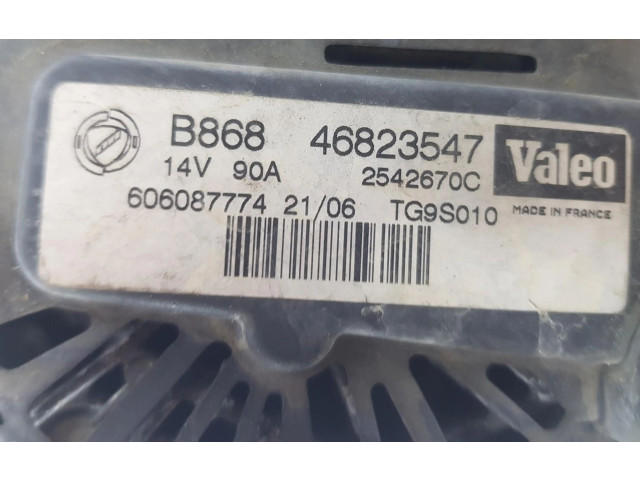 B868 46823547 Valeo
14V 90A 2542670C
606087774 21/06 TG9S010 MADE IN FRANCE